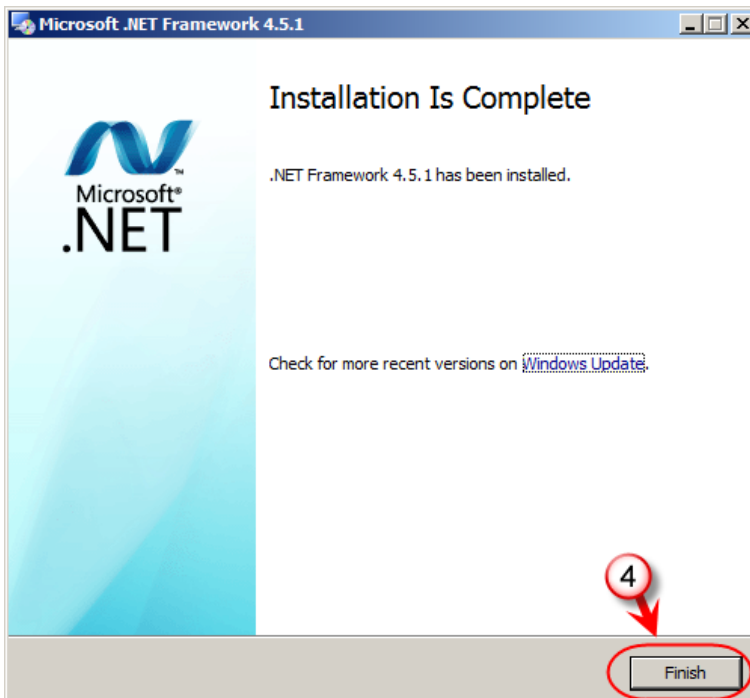 Microsoft .NET Framework 4.5.1
Installation Is Complete
.NET Framework 4.5.1 has been installed.
Microsoft®
.NET™
Check for more recent versions on Windows Update.
4
Finish